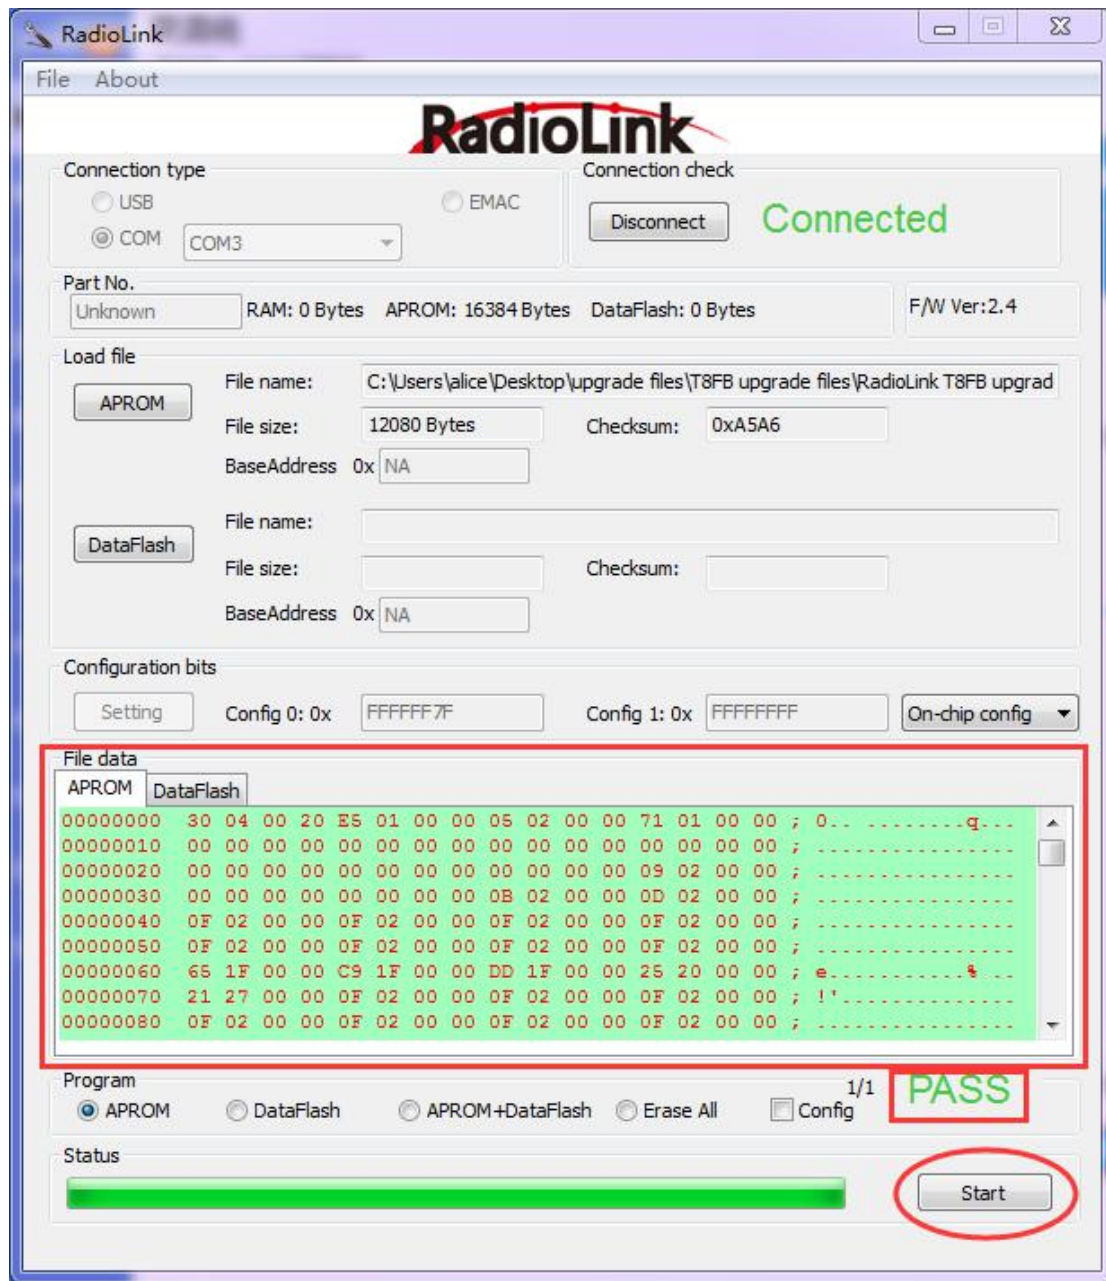 RadioLink
File About
RadioLink
Connection type
USB
EMAC
COM
COM3
Connection check
Disconnect
Connected
Part No.
Unknown
RAM: 0 Bytes APROM: 16384 Bytes DataFlash: 0 Bytes
F/W Ver:2.4
Load file
APROM
File name: C:\Users\alice\Desktop\upgrade files\T8FB upgrade files\RadioLink T8FB upgrad
File size: 12080 Bytes Checksum: 0xA5A6
BaseAddress 0x NA
DataFlash
File name:
File size: Checksum:
BaseAddress 0x NA
Configuration bits
Setting Config 0: 0x FFFFFF7F Config 1: 0x FFFFFFFF On-chip config
File data
APROM DataFlash
00000000 30 04 00 20 E5 01 00 00 05 02 00 00 71 01 00 00 ; 0.. .........q...
00000010 00 00 00 00 00 00 00 00 00 00 00 00 00 00 00 00 ; ................
00000020 00 00 00 00 00 00 00 00 00 00 00 00 09 02 00 00 ; ................
00000030 00 00 00 00 00 00 00 00 0B 02 00 00 0D 02 00 00 ; ................
00000040 0F 02 00 00 0F 02 00 00 0F 02 00 00 0F 02 00 00 ; ................
00000050 0F 02 00 00 0F 02 00 00 0F 02 00 00 0F 02 00 00 ; ................
00000060 65 1F 00 00 C9 1F 00 00 DD 1F 00 00 25 20 00 00 ; e...........% ..
00000070 21 27 00 00 0F 02 00 00 0F 02 00 00 0F 02 00 00 ; !'..............
00000080 0F 02 00 00 0F 02 00 00 0F 02 00 00 0F 02 00 00 ; ................
Program
APROM DataFlash APROM+DataFlash Erase All Config
1/1
PASS
Status
Start